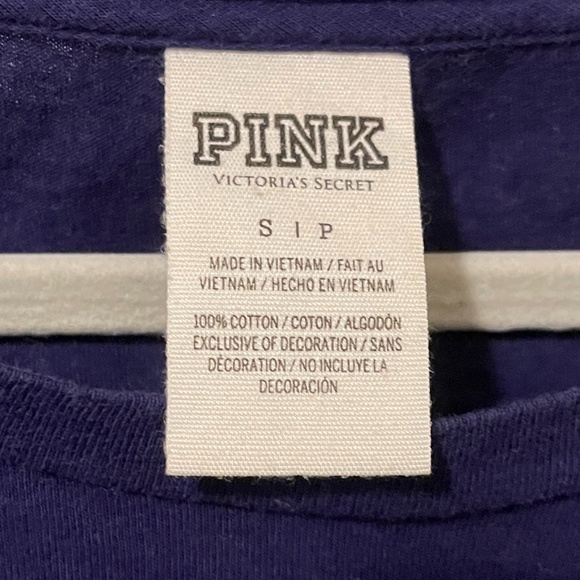 PINK
VICTORIA'S SECRET
S | P
MADE IN VIETNAM / FAIT AU
VIETNAM / HECHO EN VIETNAM
100% COTTON / COTON / ALGODÓN
EXCLUSIVE OF DECORATION / SANS
DÉCORATION / NO INCLUYE LA
DECORACIÓN